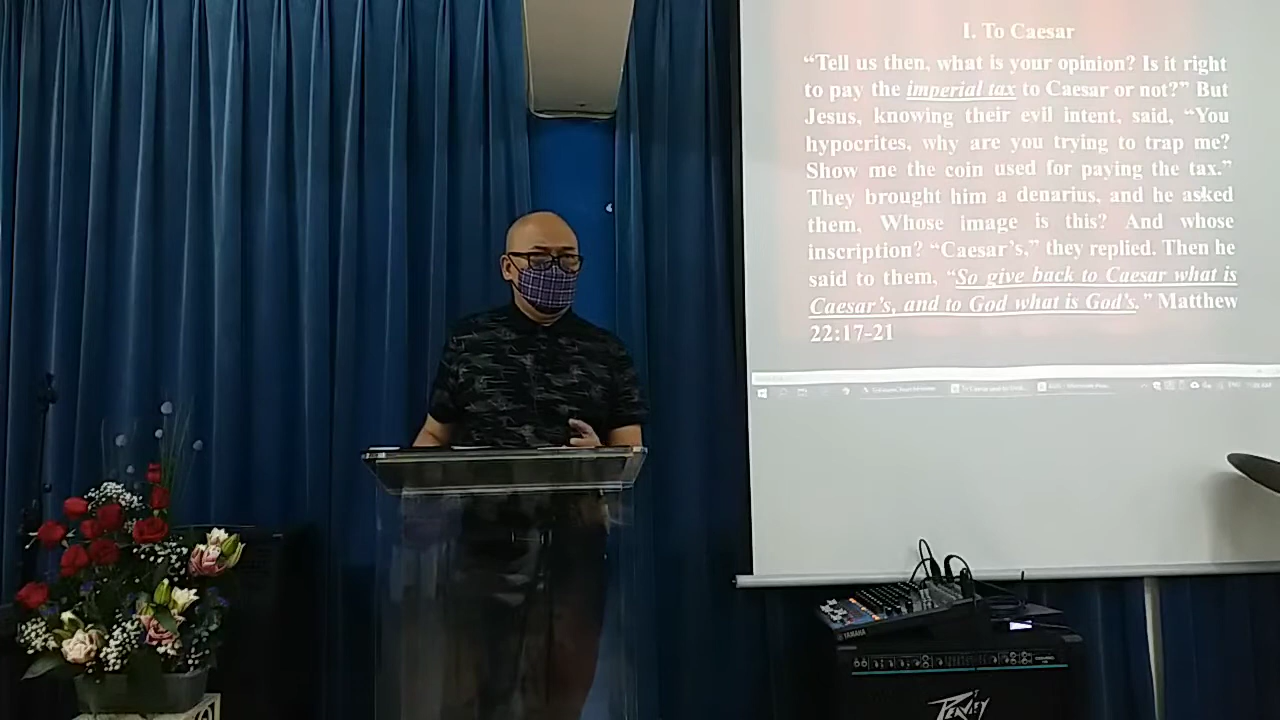 I. To Caesar
“Tell us then, what is your opinion? Is it right
to pay the imperial tax to Caesar or not?” But
Jesus, knowing their evil intent, said, “You
hypocrites, why are you trying to trap me?
Show me the coin used for paying the tax.”
They brought him a denarius, and he asked
them, Whose image is this? And whose
inscription? “Caesar’s,” they replied. Then he
said to them, “So give back to Caesar what is
Caesar’s, and to God what is God’s.” Matthew
22:17-21
YAMAHA
PEAVEY